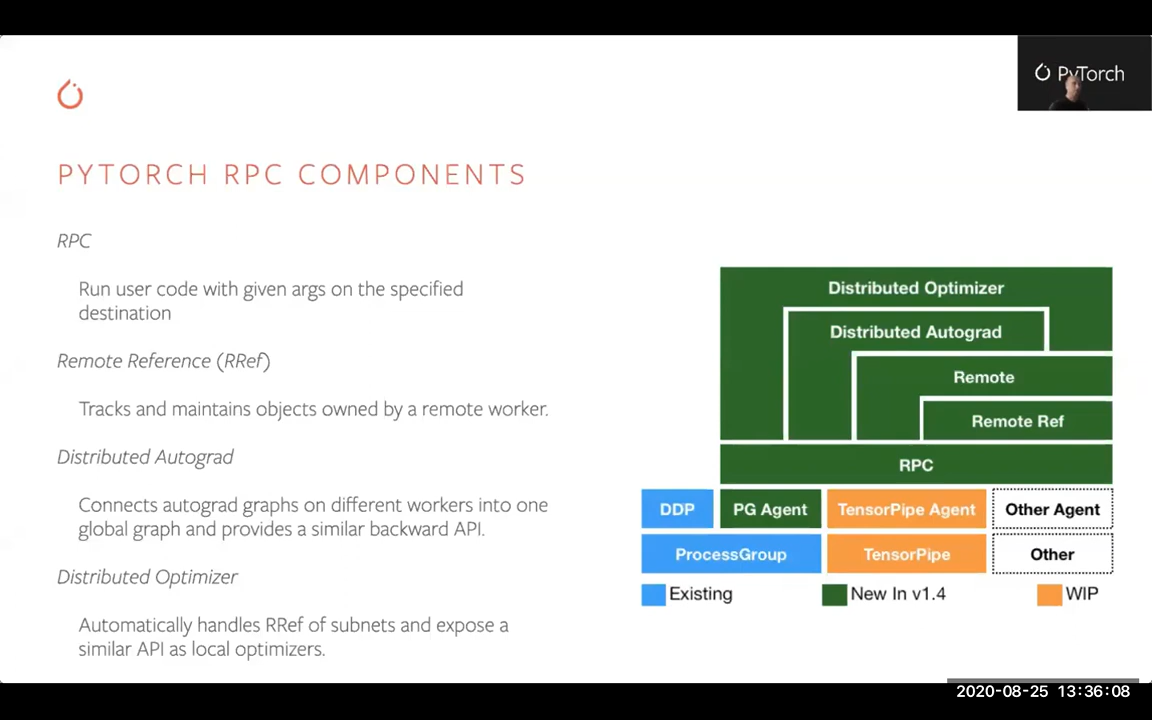 PyTorch
PYTORCH RPC COMPONENTS
RPC
Run user code with given args on the specified
destination
Remote Reference (RRef)
Tracks and maintains objects owned by a remote worker.
Distributed Autograd
Connects autograd graphs on different workers into one
global graph and provides a similar backward API.
Distributed Optimizer
Automatically handles RRef of subnets and expose a
similar API as local optimizers.
Distributed Optimizer
Distributed Autograd
Remote
Remote Ref
RPC
DDP
PG Agent
TensorPipe Agent
Other Agent
ProcessGroup
TensorPipe
Other
Existing
New In v1.4
WIP
2020-08-25 13:36:08